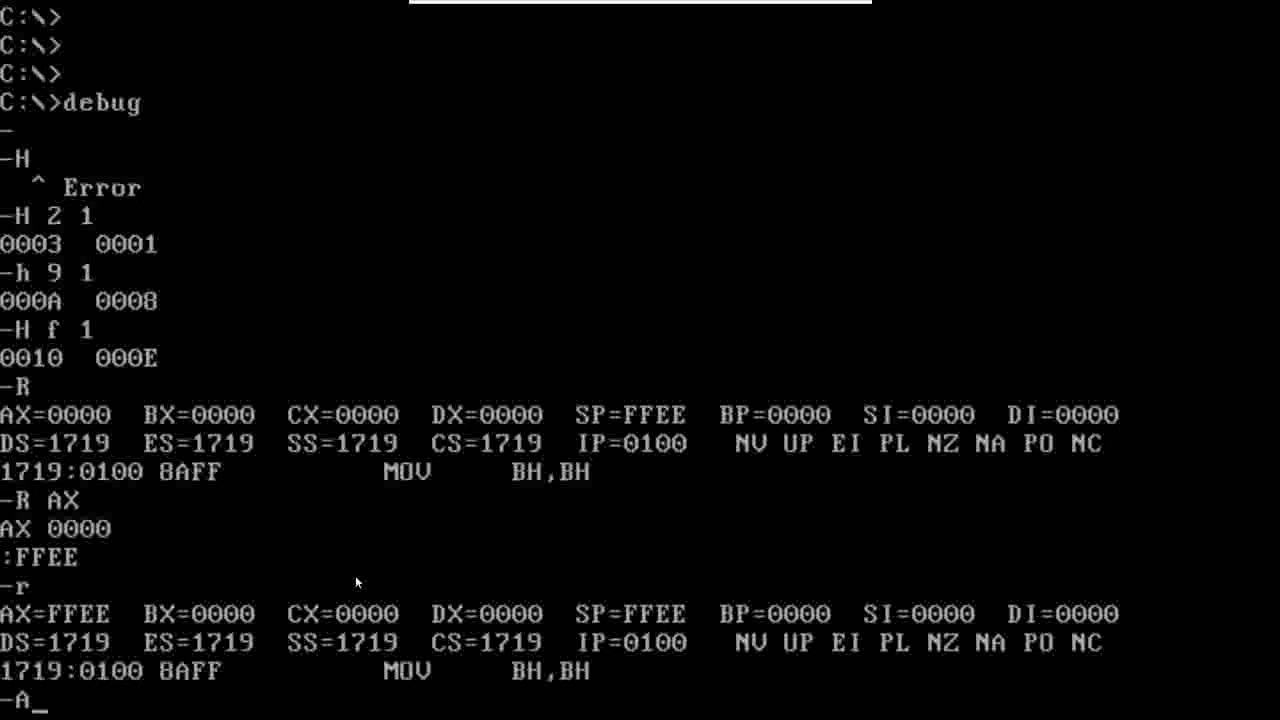 C:\>
C:\>
C:\>
C:\>debug
-
-H
  ^ Error
-H 2 1
0003  0001
-h 9 1
000A  0008
-H f 1
0010  000E
-R
AX=0000  BX=0000  CX=0000  DX=0000  SP=FFEE  BP=0000  SI=0000  DI=0000
DS=1719  ES=1719  SS=1719  CS=1719  IP=0100   NV UP EI PL NZ NA PO NC
1719:0100 8AFF          MOV     BH,BH
-R AX
AX 0000
:FFEE
-r
AX=FFEE  BX=0000  CX=0000  DX=0000  SP=FFEE  BP=0000  SI=0000  DI=0000
DS=1719  ES=1719  SS=1719  CS=1719  IP=0100   NV UP EI PL NZ NA PO NC
1719:0100 8AFF          MOV     BH,BH
-A_